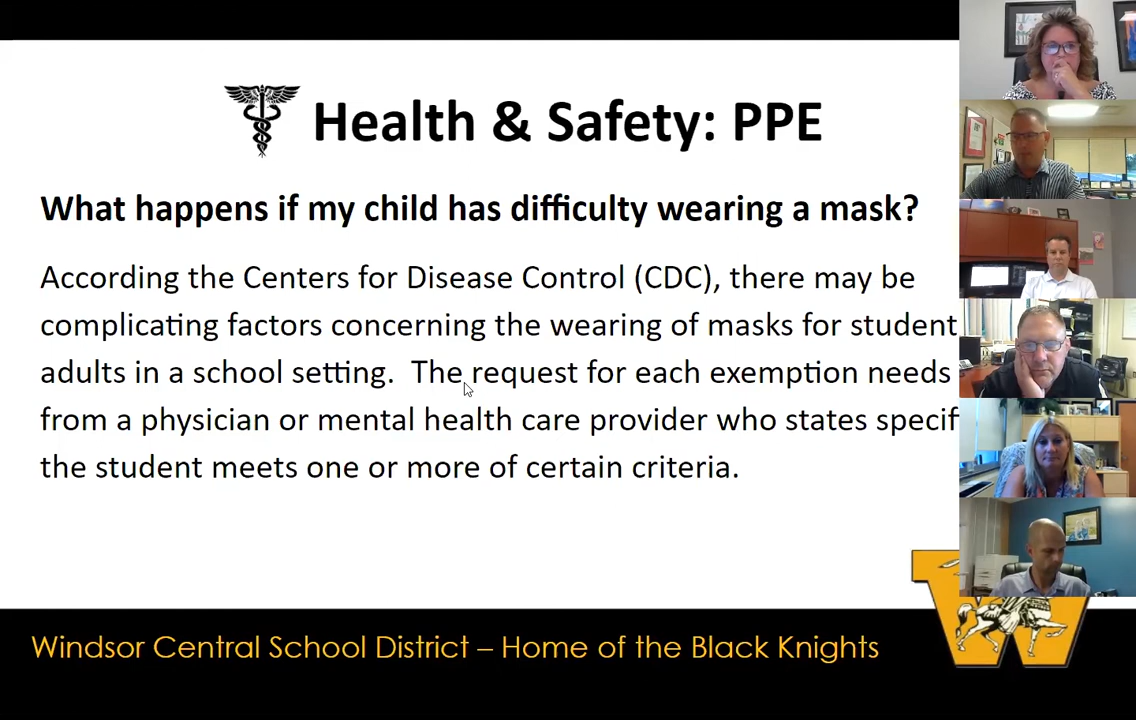 Health & Safety: PPE
What happens if my child has difficulty wearing a mask?
According the Centers for Disease Control (CDC), there may be
complicating factors concerning the wearing of masks for student
adults in a school setting. The request for each exemption needs
from a physician or mental health care provider who states specif
the student meets one or more of certain criteria.
W
Windsor Central School District – Home of the Black Knights